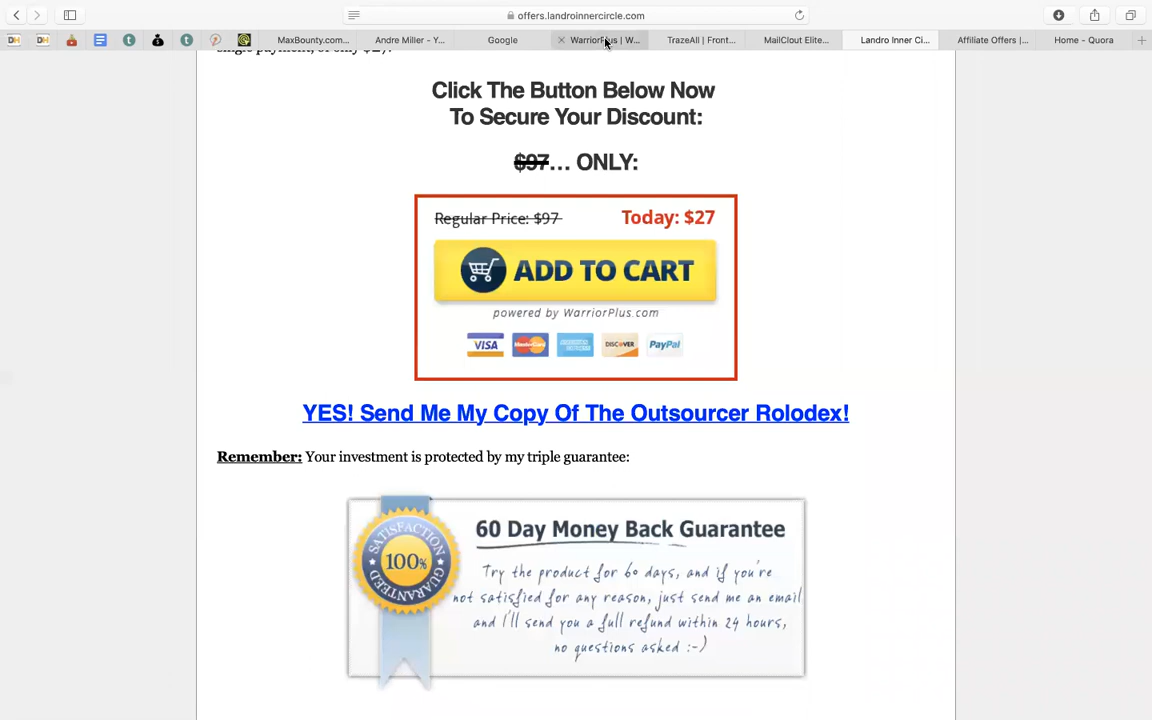 offers.landroinnercircle.com
MaxBounty.com... Andre Miller - Y... Google WarriorPlus | W... TrazeAll | Front... MailClout Elite... Landro Inner Ci... Affiliate Offers |... Home - Quora
Click The Button Below Now
To Secure Your Discount:
$97... ONLY:
Regular Price: $97 Today: $27
ADD TO CART
powered by WarriorPlus.com
VISA MasterCard AMERICAN EXPRESS DISCOVER PayPal
YES! Send Me My Copy Of The Outsourcer Rolodex!
Remember: Your investment is protected by my triple guarantee:
SATISFACTION
100%
GUARANTEED
60 Day Money Back Guarantee
Try the product for 60 days, and if you're
not satisfied for any reason, just send me an email
and I'll send you a full refund within 24 hours,
no questions asked :-)